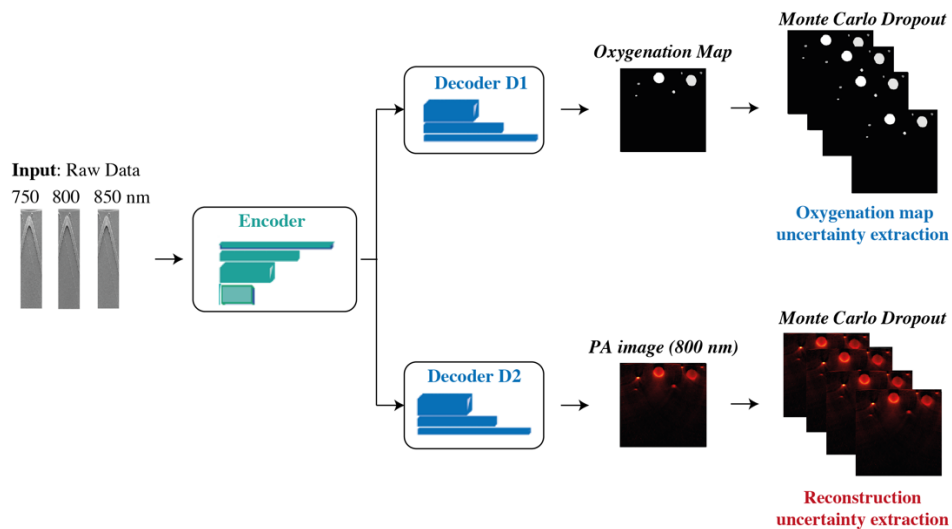 Input: Raw Data
750 800 850 nm
Encoder
Decoder D1
Oxygenation Map
Monte Carlo Dropout
Oxygenation map
uncertainty extraction
Decoder D2
PA image (800 nm)
Monte Carlo Dropout
Reconstruction
uncertainty extraction